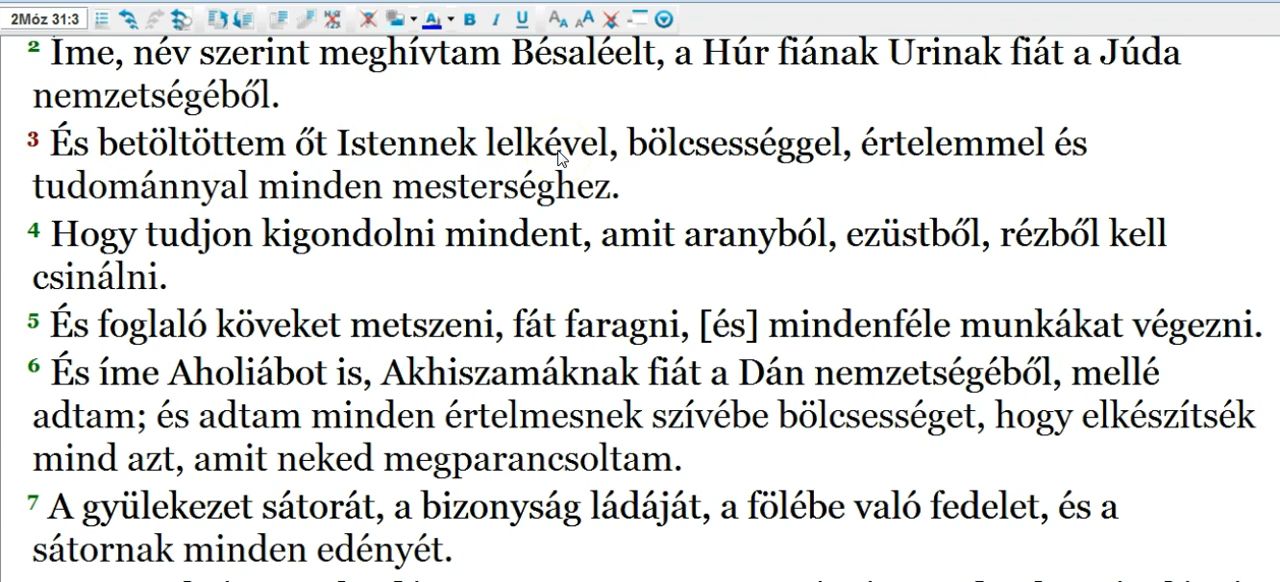 2Móz 31:3
2 Íme, név szerint meghívtam Bésaléelt, a Húr fiának Urinak fiát a Júda
nemzetségéből.
3 És betöltöttem őt Istennek lelkével, bölcsességgel, értelemmel és
tudománnyal minden mesterséghez.
4 Hogy tudjon kigondolni mindent, amit aranyból, ezüstből, rézből kell
csinálni.
5 És foglaló köveket metszeni, fát faragni, [és] mindenféle munkákat végezni.
6 És íme Aholiábot is, Akhiszamáknak fiát a Dán nemzetségéből, mellé
adtam; és adtam minden értelmesnek szívébe bölcsességet, hogy elkészítsék
mind azt, amit neked megparancsoltam.
7 A gyülekezet sátorát, a bizonyság ládáját, a fölébe való fedelet, és a
sátornak minden edényét.